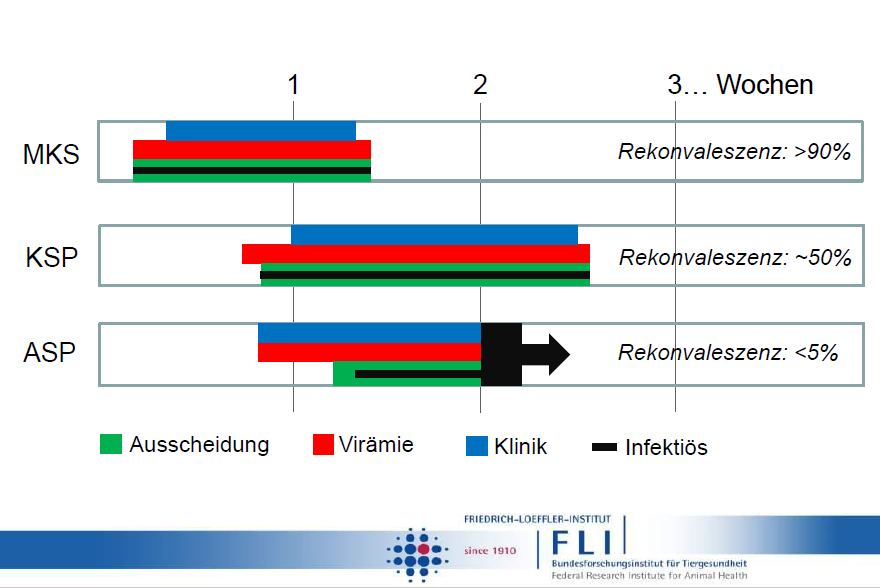 1 2 3… Wochen
MKS Rekonvaleszenz: >90%
KSP Rekonvaleszenz: ~50%
ASP Rekonvaleszenz: <5%
Ausscheidung Virämie Klinik Infektiös
FRIEDRICH-LOEFFLER-INSTITUT
since 1910 FLI
Bundesforschungsinstitut für Tiergesundheit
Federal Research Institute for Animal Health